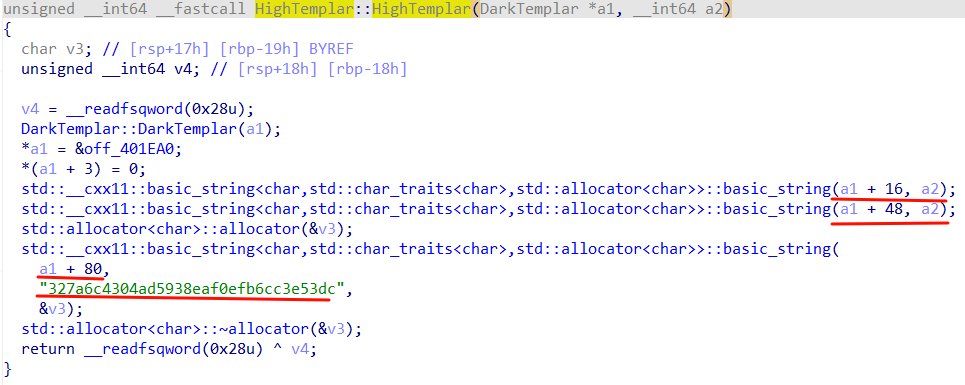 unsigned __int64 __fastcall HighTemplar::HighTemplar(DarkTemplar *a1, __int64 a2)
{
  char v3; // [rsp+17h] [rbp-19h] BYREF
  unsigned __int64 v4; // [rsp+18h] [rbp-18h]

  v4 = __readfsqword(0x28u);
  DarkTemplar::DarkTemplar(a1);
  *a1 = &off_401EA0;
  *(a1 + 3) = 0;
  std::__cxx11::basic_string<char,std::char_traits<char>,std::allocator<char>>::basic_string(a1 + 16, a2);
  std::__cxx11::basic_string<char,std::char_traits<char>,std::allocator<char>>::basic_string(a1 + 48, a2);
  std::allocator<char>::allocator(&v3);
  std::__cxx11::basic_string<char,std::char_traits<char>,std::allocator<char>>::basic_string(
    a1 + 80,
    "327a6c4304ad5938eaf0efb6cc3e53dc",
    &v3);
  std::allocator<char>::~allocator(&v3);
  return __readfsqword(0x28u) ^ v4;
}